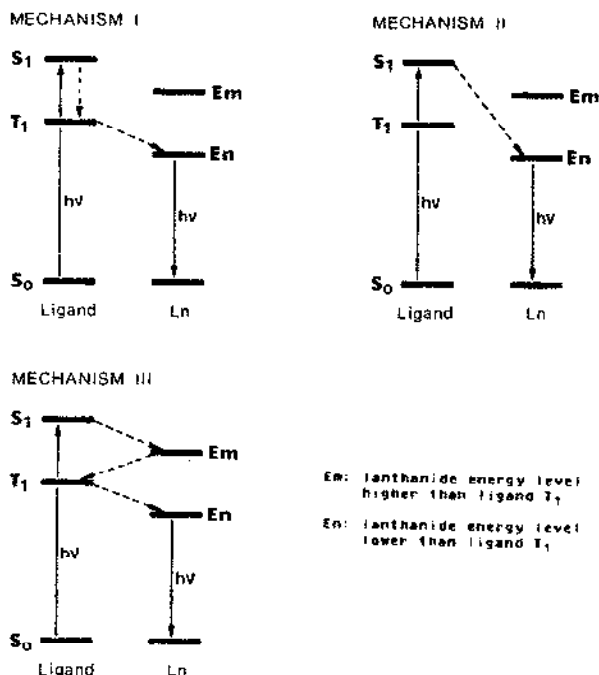 MECHANISM I
S₁
Em
T₁
En
hν
hν
S₀
Ligand
Ln
MECHANISM II
S₁
Em
T₁
En
hν
hν
S₀
Ligand
Ln
MECHANISM III
S₁
Em
T₁
En
hν
hν
S₀
Ligand
Ln
Em: lanthanide energy level
higher than ligand T₁
En: lanthanide energy level
lower than ligand T₁